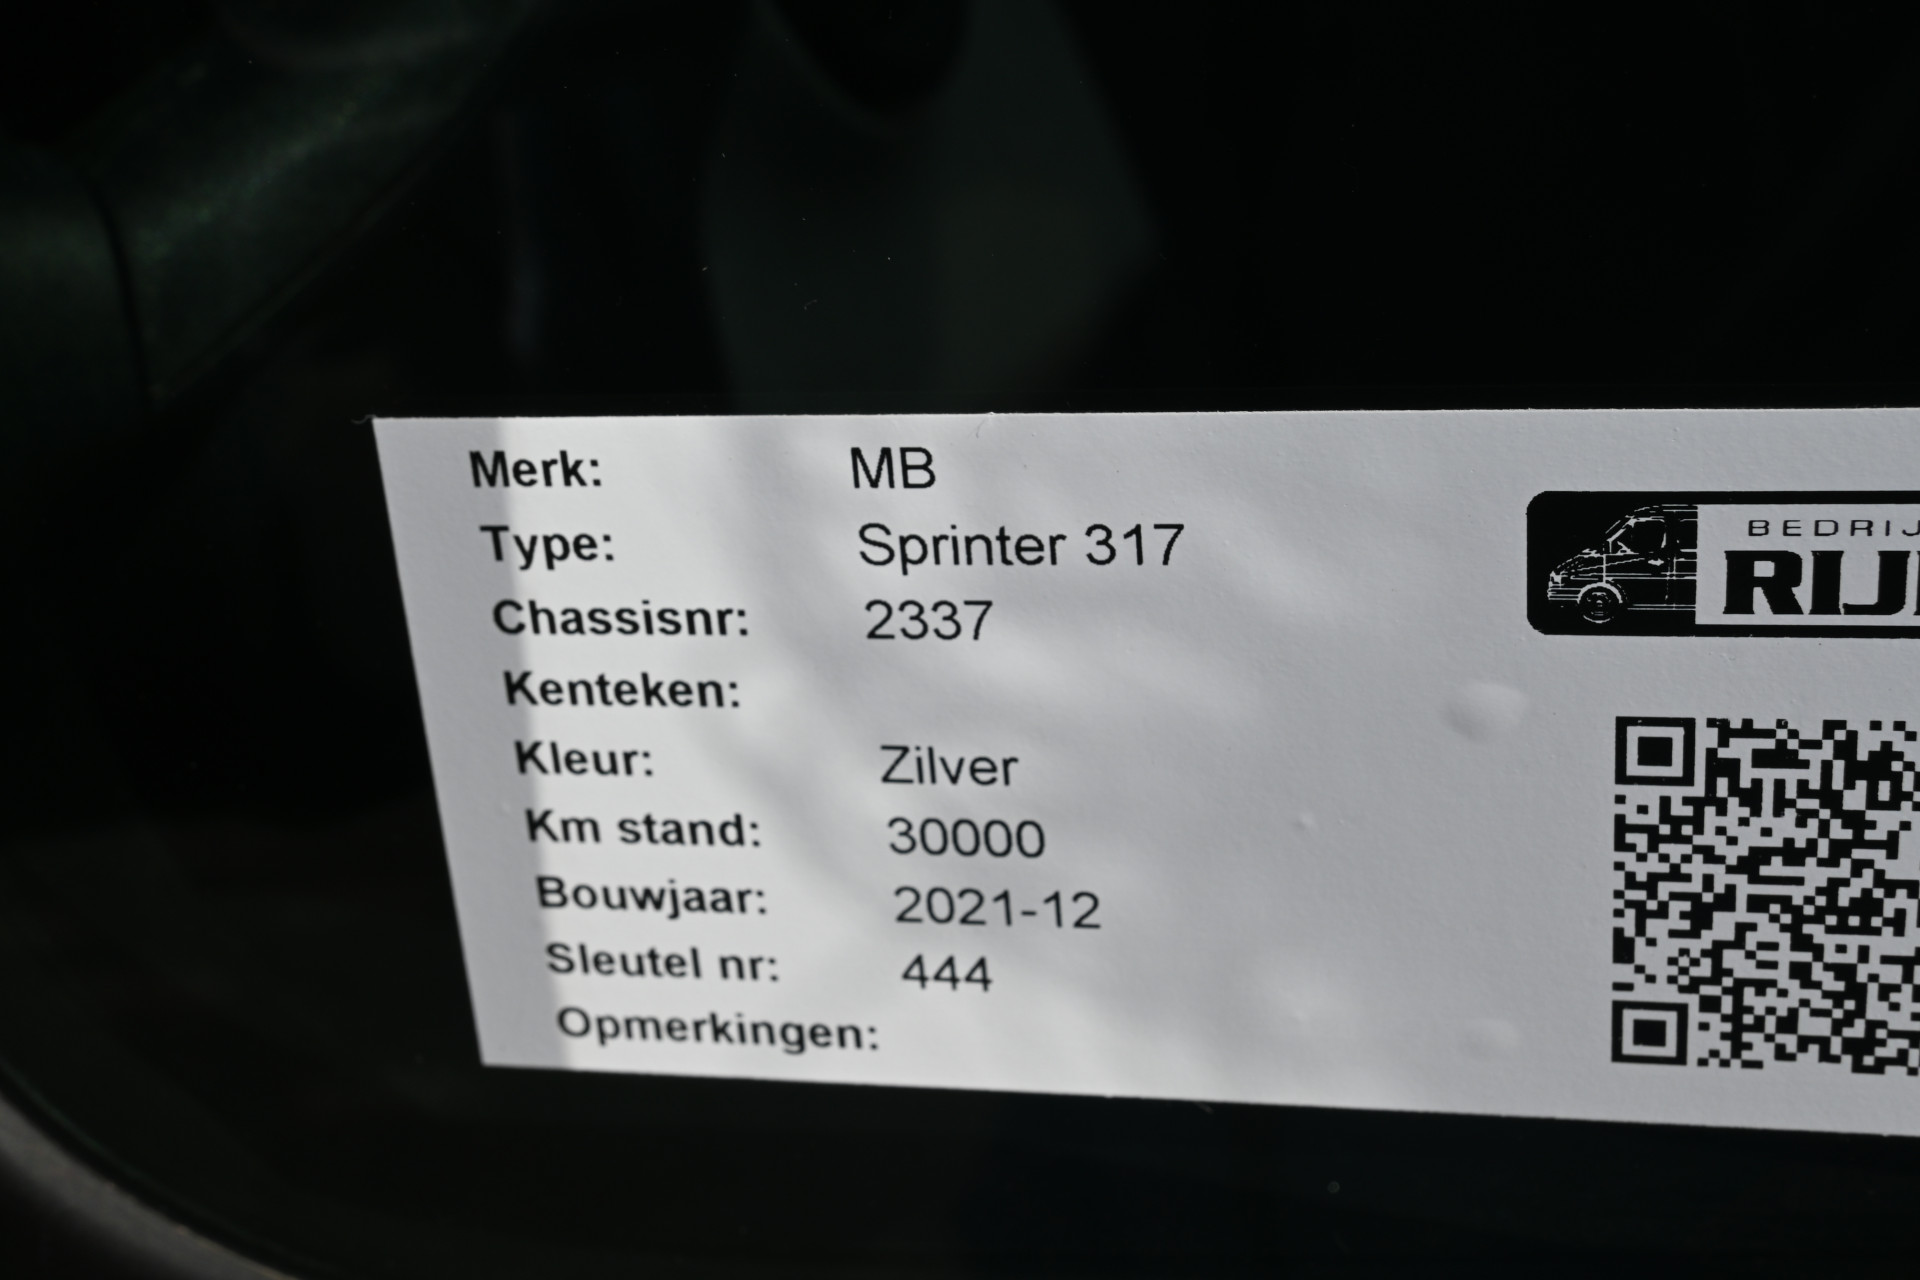 Merk: MB
Type: Sprinter 317
Chassisnr: 2337
Kenteken:
Kleur: Zilver
Km stand: 30000
Bouwjaar: 2021-12
Sleutel nr: 444
Opmerkingen:
BEDRIJ
RIJ